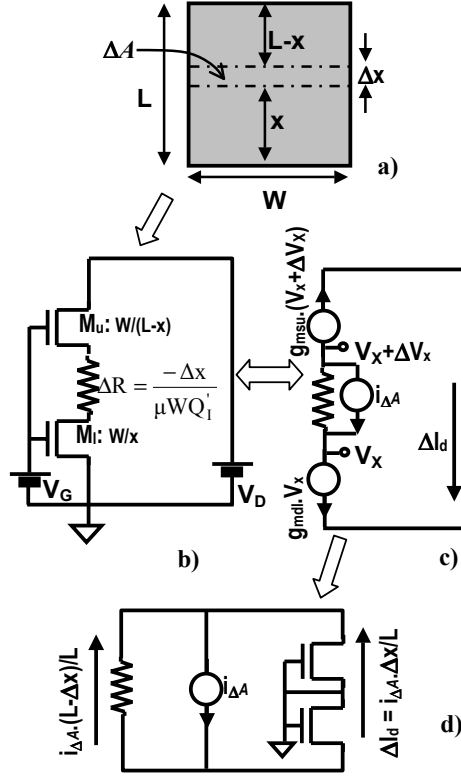 L-x
ΔA
Δx
L
x
a)
W
Mu: W/(L-x)
ΔR = -Δx / μWQ'I
Ml: W/x
VG
VD
b)
gmsu.(Vx+ΔVx)
Vx+ΔVx
iΔA
Vx
gmdl.Vx
ΔId
c)
iΔA.(L-Δx)/L
iΔA
ΔId = iΔA.Δx/L
d)